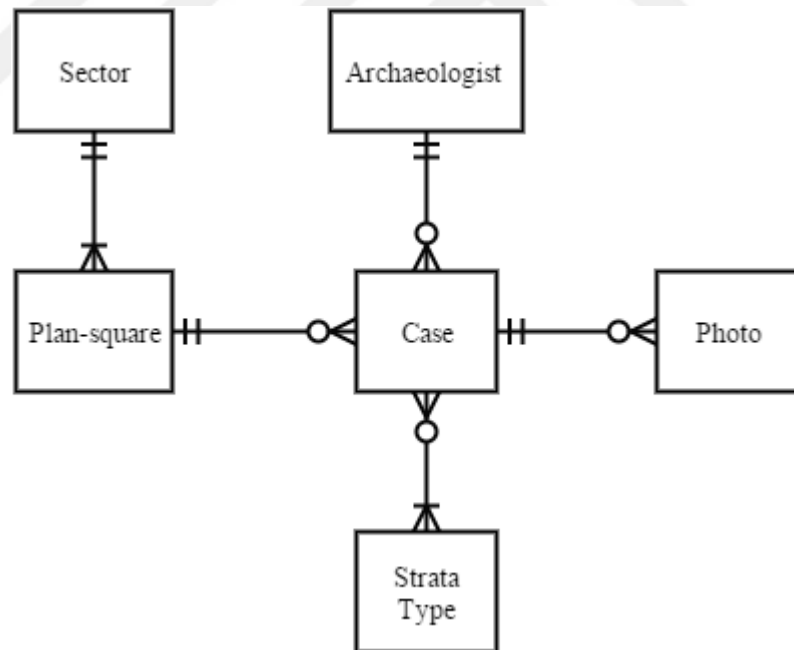 Sector
Archaeologist
Plan-square
Case
Photo
Strata
Type